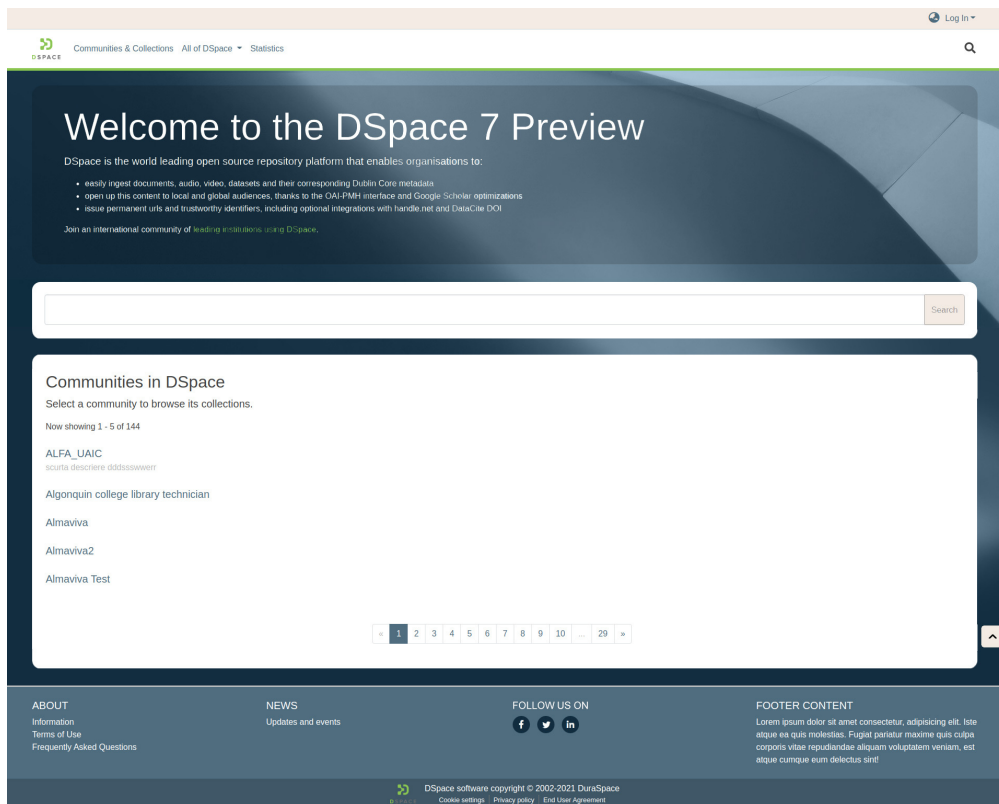 Log In
DSPACE
Communities & Collections All of DSpace Statistics
Welcome to the DSpace 7 Preview
DSpace is the world leading open source repository platform that enables organisations to:
• easily ingest documents, audio, video, datasets and their corresponding Dublin Core metadata
• open up this content to local and global audiences, thanks to the OAI-PMH interface and Google Scholar optimizations
• issue permanent urls and trustworthy identifiers, including optional integrations with handle.net and DataCite DOI
Join an international community of leading institutions using DSpace.
Search
Communities in DSpace
Select a community to browse its collections.
Now showing 1 - 5 of 144
ALFA_UAIC
scurta descriere dddssswwerr
Algonquin college library technician
Almaviva
Almaviva2
Almaviva Test
« 1 2 3 4 5 6 7 8 9 10 ... 29 »
ABOUT
Information
Terms of Use
Frequently Asked Questions
NEWS
Updates and events
FOLLOW US ON
FOOTER CONTENT
Lorem ipsum dolor sit amet consectetur, adipisicing elit. Iste
atque ea quis molestias. Fugiat pariatur maxime quis culpa
corporis vitae repudiandae aliquam voluptatem veniam, est
atque cumque eum delectus sint!
DSPACE
DSpace software copyright © 2002-2021 DuraSpace
Cookie settings Privacy policy End User Agreement